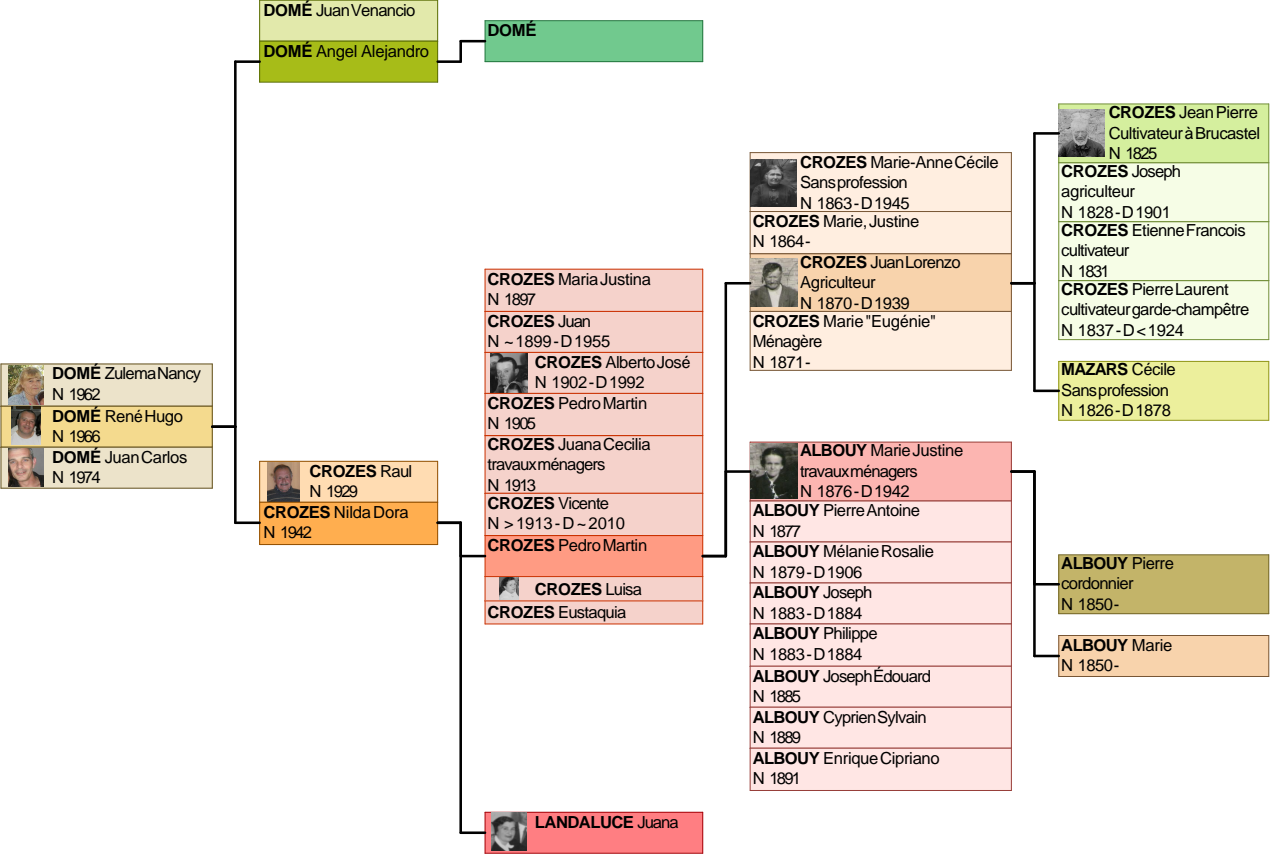 DOMÉ Juan Venancio
DOMÉ Angel Alejandro
DOMÉ
DOMÉ Zulema Nancy
N 1962
DOMÉ René Hugo
N 1966
DOMÉ Juan Carlos
N 1974
CROZES Raul
N 1929
CROZES Nilda Dora
N 1942
CROZES Maria Justina
N 1897
CROZES Juan
N ~ 1899 - D 1955
CROZES Alberto José
N 1902 - D 1992
CROZES Pedro Martin
N 1905
CROZES Juana Cecilia
travaux ménagers
N 1913
CROZES Vicente
N > 1913 - D ~ 2010
CROZES Pedro Martin
CROZES Luisa
CROZES Eustaquia
LANDALUCE Juana
CROZES Marie-Anne Cécile
Sans profession
N 1863 - D 1945
CROZES Marie, Justine
N 1864 -
CROZES Juan Lorenzo
Agriculteur
N 1870 - D 1939
CROZES Marie "Eugénie"
Ménagère
N 1871 -
ALBOUY Marie Justine
travaux ménagers
N 1876 - D 1942
ALBOUY Pierre Antoine
N 1877
ALBOUY Mélanie Rosalie
N 1879 - D 1906
ALBOUY Joseph
N 1883 - D 1884
ALBOUY Philippe
N 1883 - D 1884
ALBOUY Joseph Édouard
N 1885
ALBOUY Cyprien Sylvain
N 1889
ALBOUY Enrique Cipriano
N 1891
CROZES Jean Pierre
Cultivateur à Brucastel
N 1825
CROZES Joseph
agriculteur
N 1828 - D 1901
CROZES Etienne Francois
cultivateur
N 1831
CROZES Pierre Laurent
cultivateur garde-champêtre
N 1837 - D < 1924
MAZARS Cécile
Sans profession
N 1826 - D 1878
ALBOUY Pierre
cordonnier
N 1850 -
ALBOUY Marie
N 1850 -